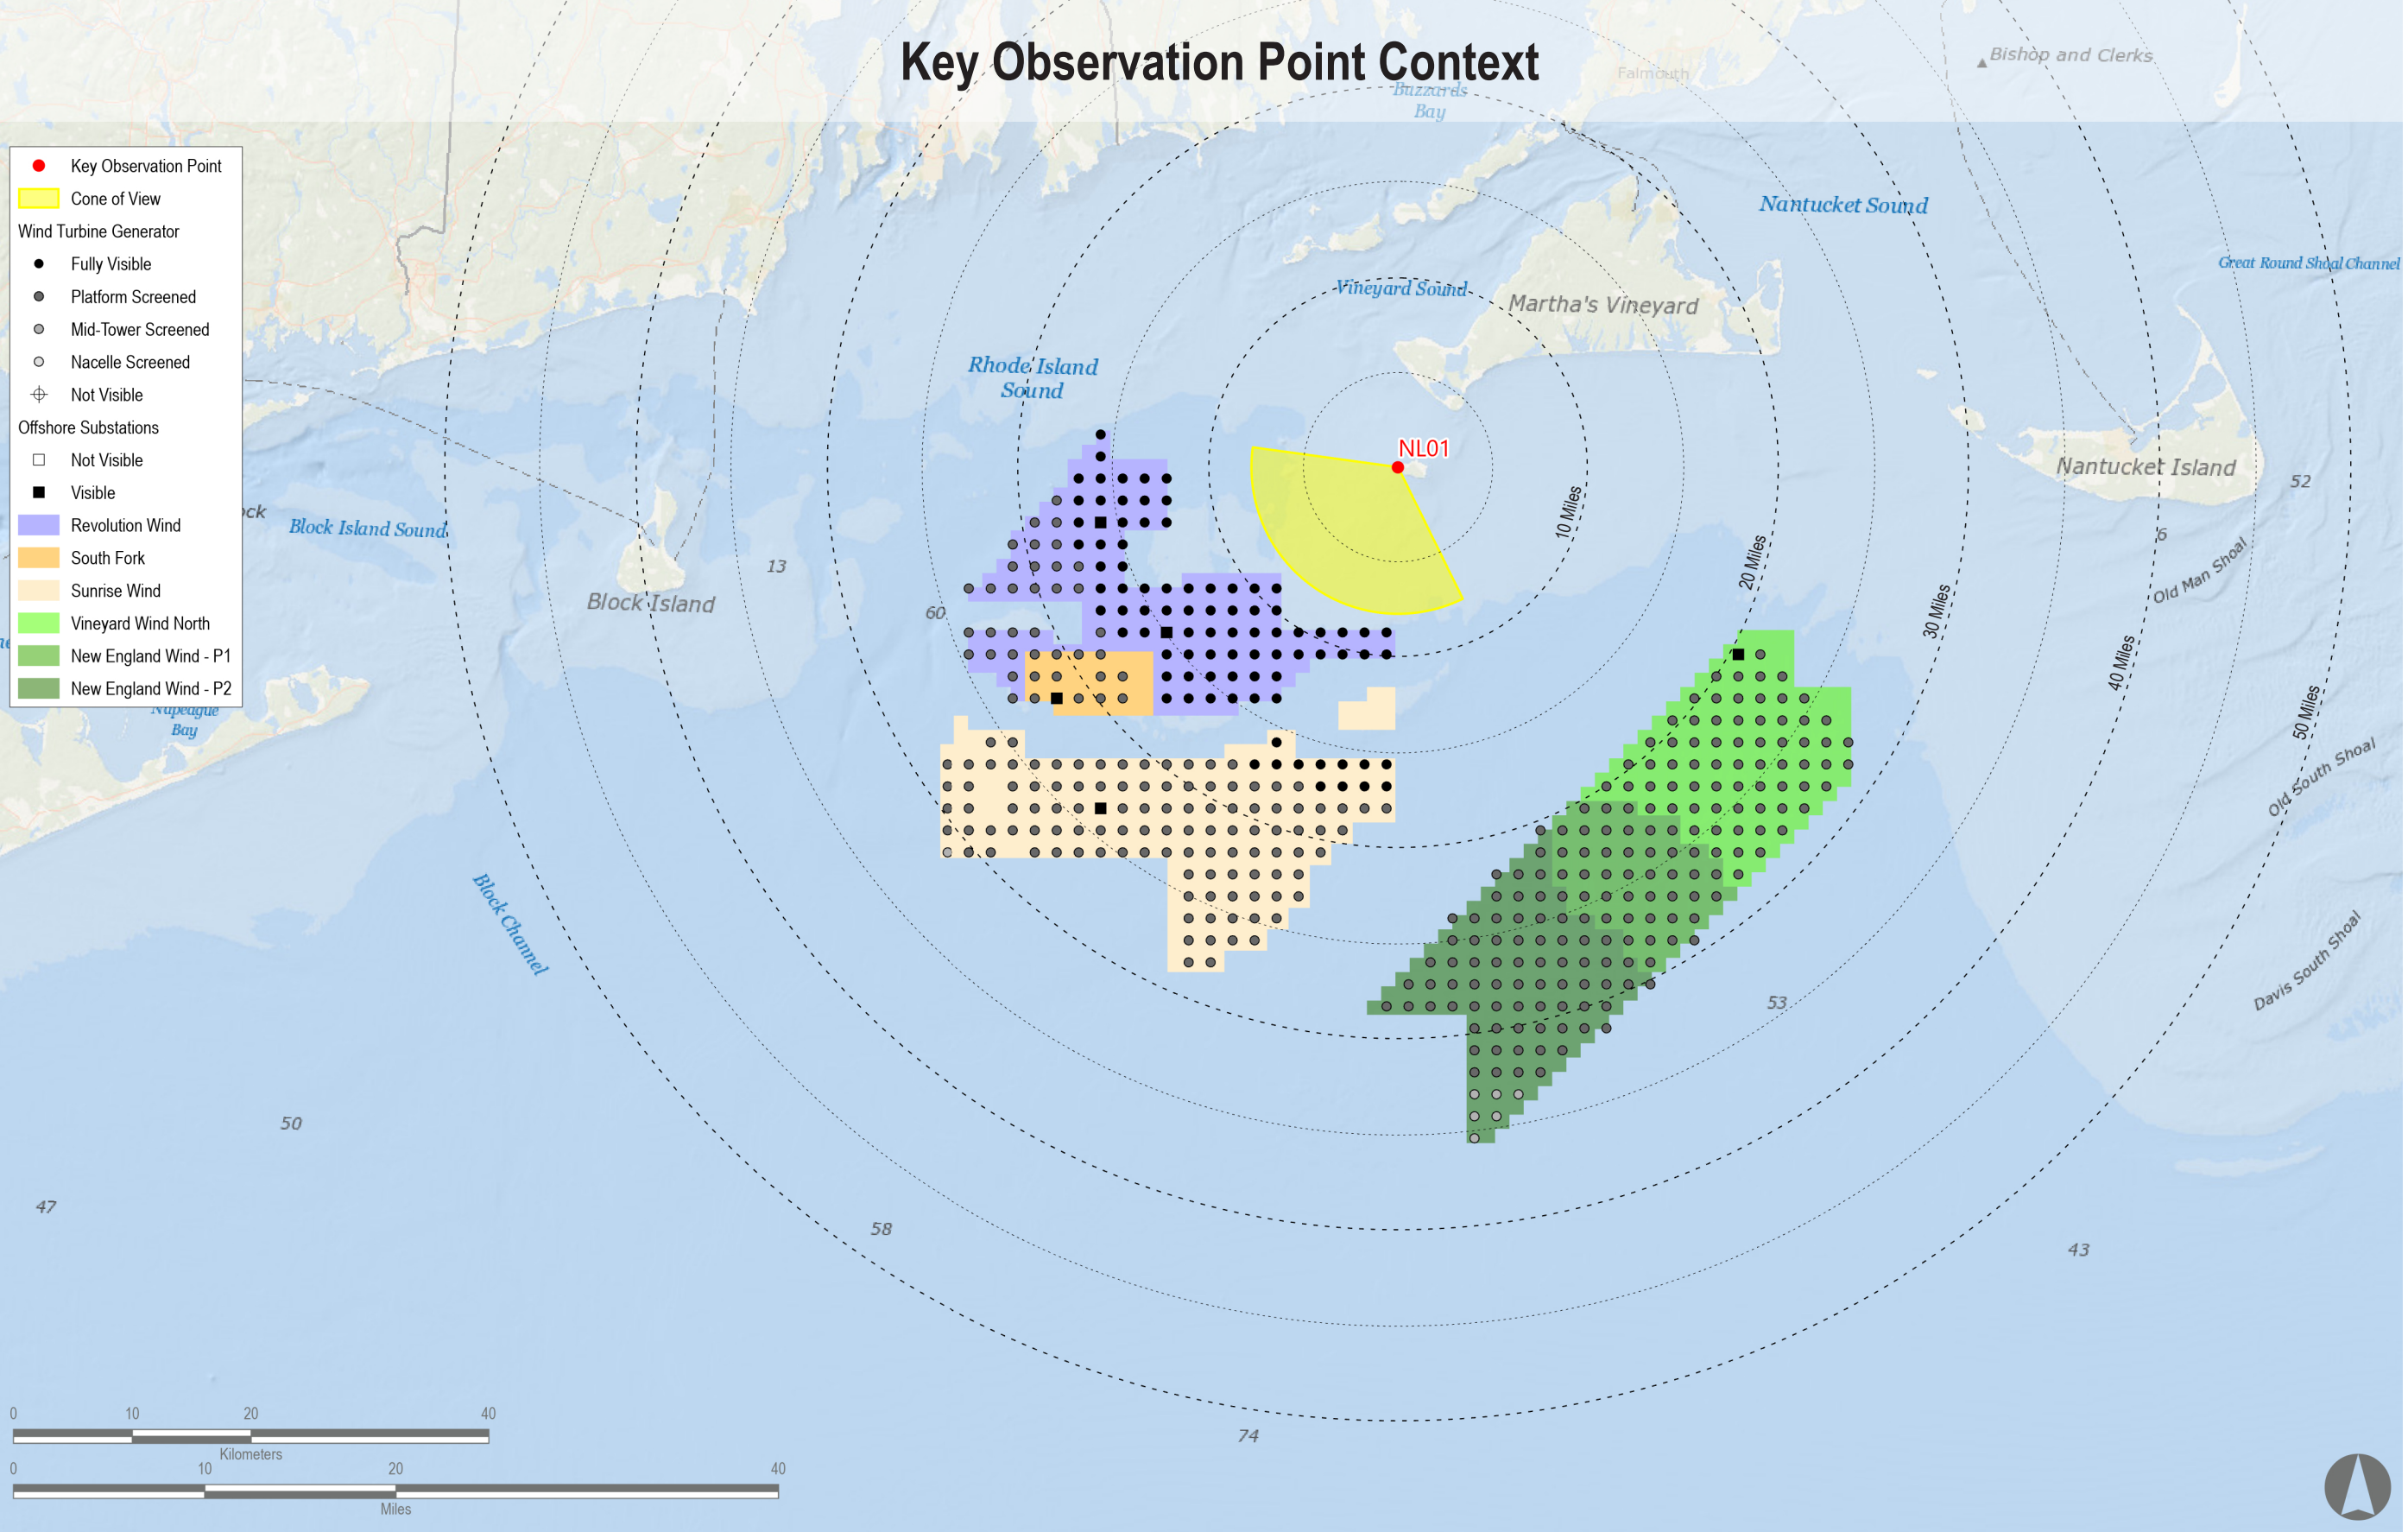 Key Observation Point Context
Bishop and Clerks
Falmouth
Buzzards
Bay
Key Observation Point
Cone of View
Wind Turbine Generator
Fully Visible
Platform Screened
Mid-Tower Screened
Nacelle Screened
Not Visible
Offshore Substations
Not Visible
Visible
Revolution Wind
South Fork
Sunrise Wind
Vineyard Wind North
New England Wind - P1
New England Wind - P2
Nantucket Sound
Great Round Shoal Channel
Vineyard Sound
Martha's Vineyard
Rhode Island
Sound
NL01
Nantucket Island
52
ock
Block Island Sound
10 Miles
6
13
20 Miles
Old Man Shoal
Block Island
60
30 Miles
40 Miles
50 Miles
Napeague
Bay
Old South Shoal
Block Channel
Davis South Shoal
53
50
47
58
43
74
0 10 20 40
Kilometers
0 10 20 40
Miles